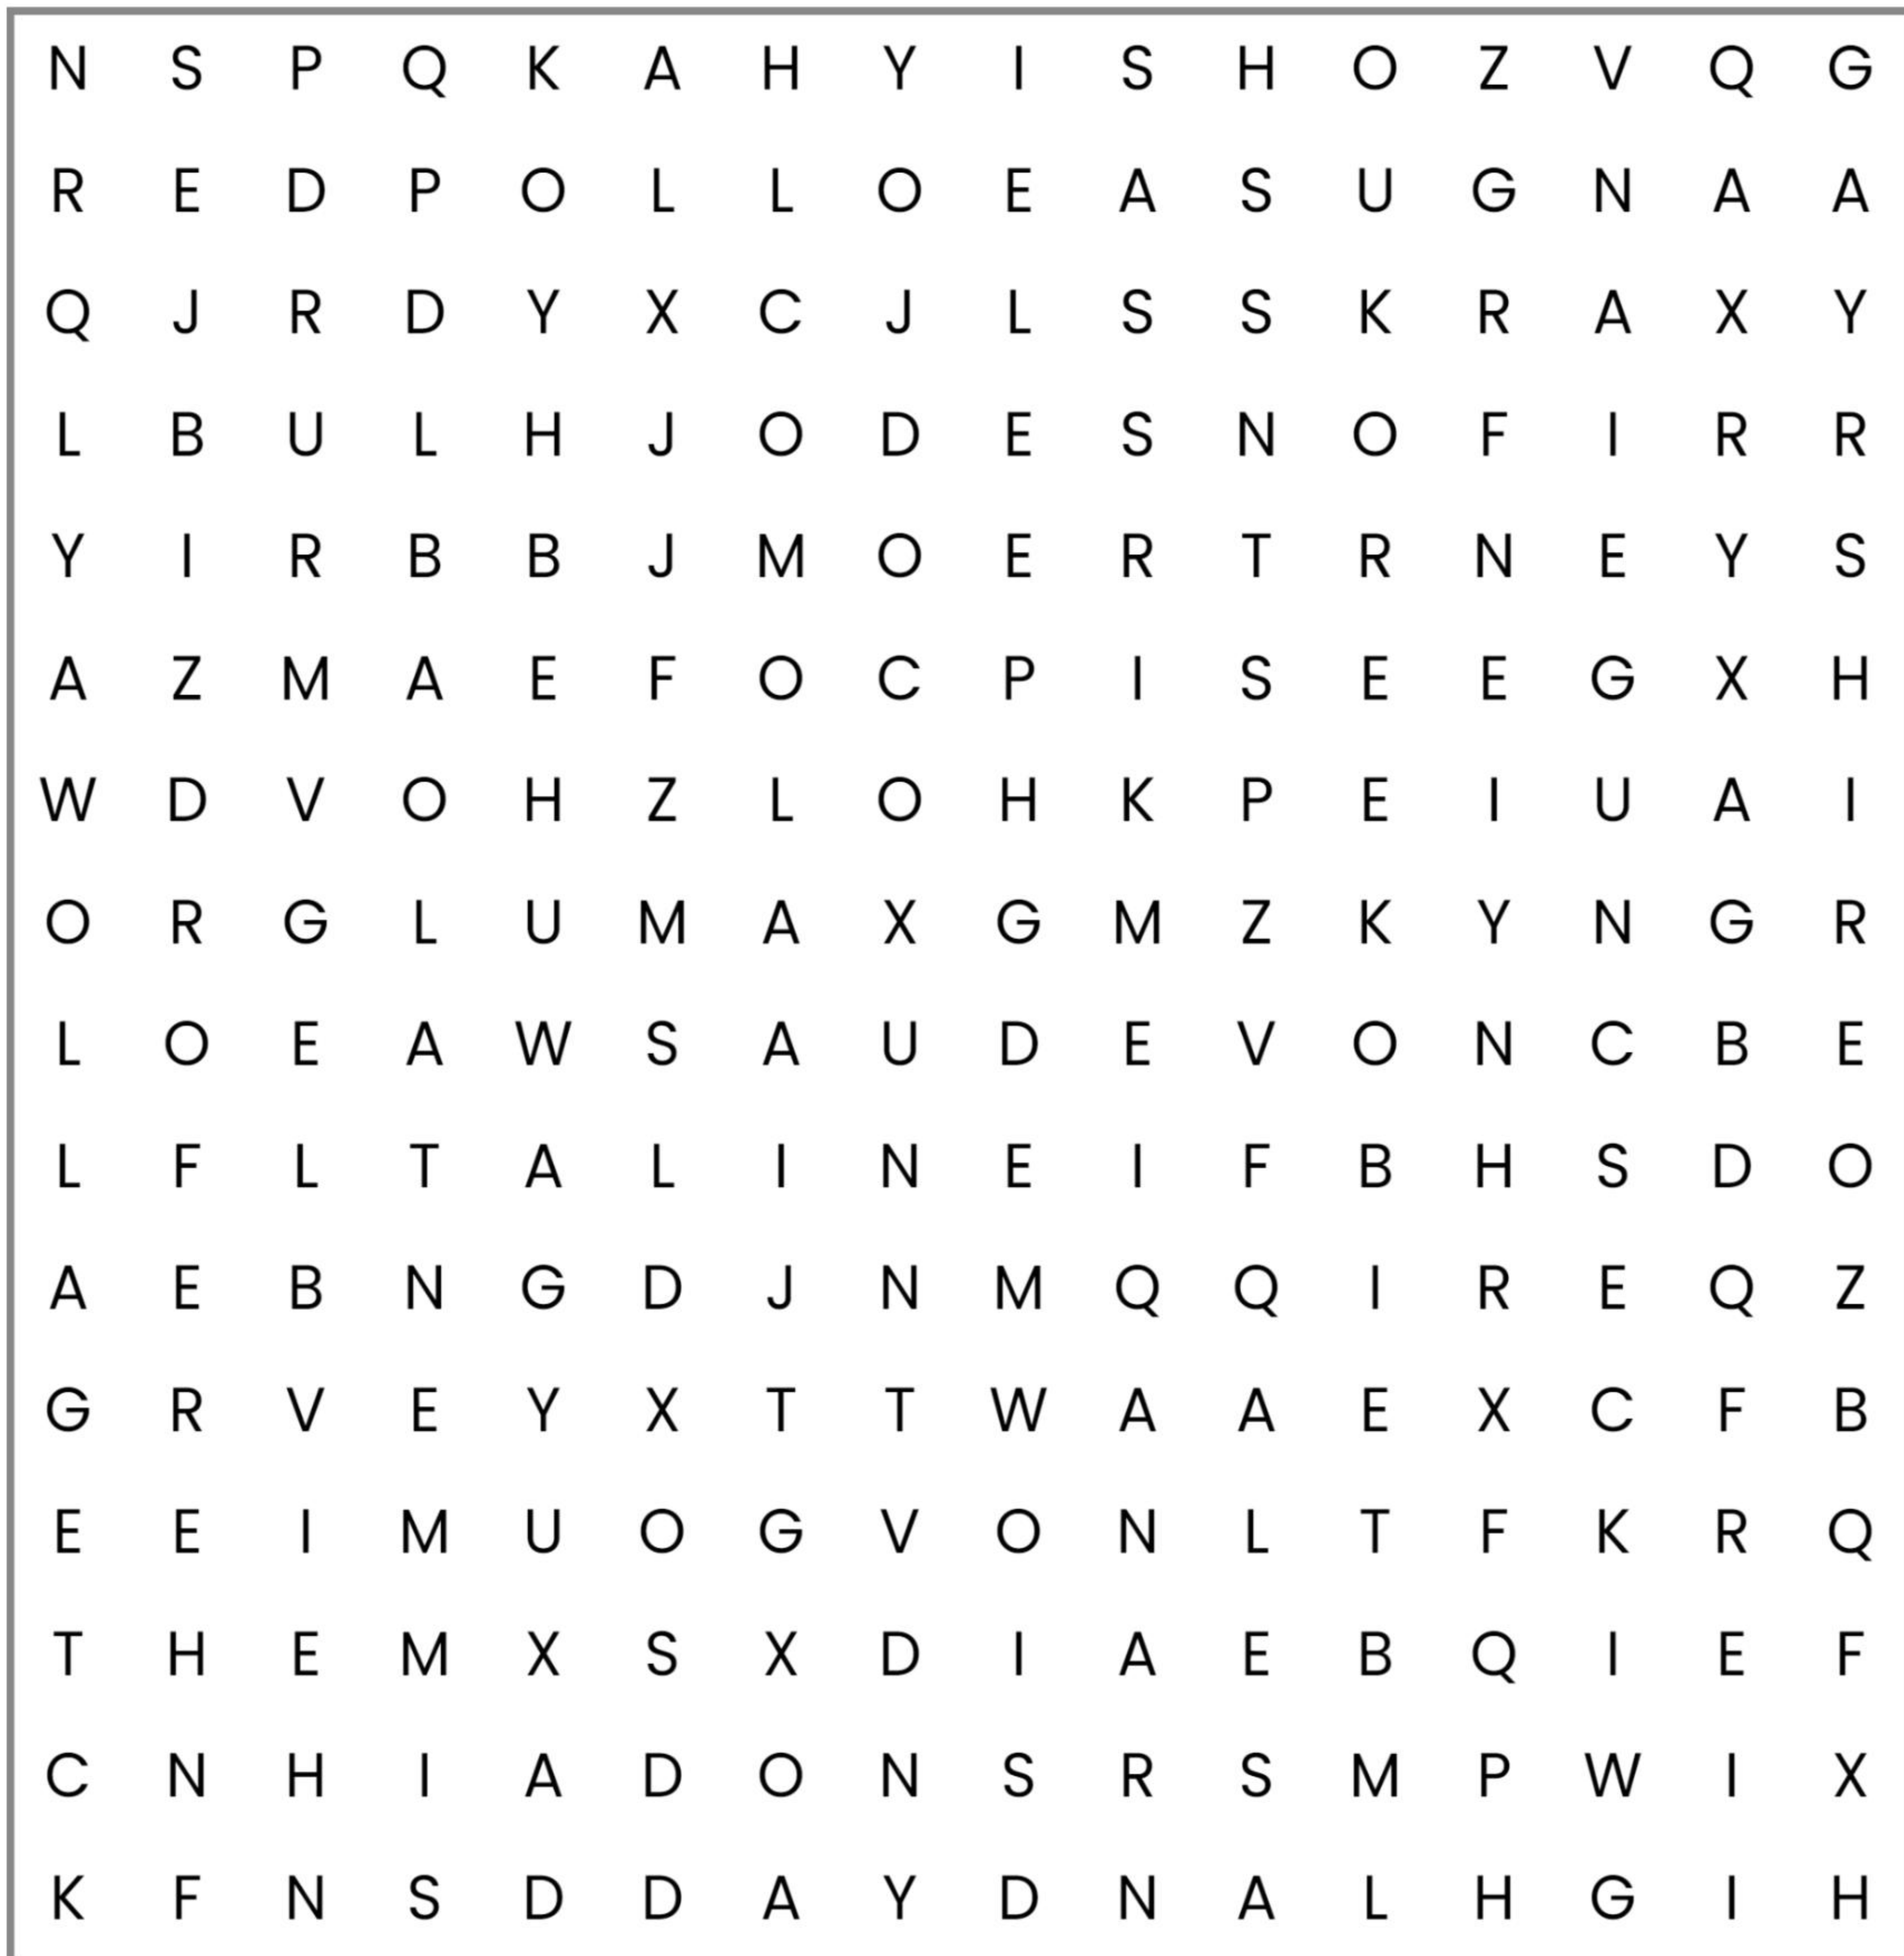 N S P Q K A H Y I S H O Z V Q G
R E D P O L L O E A S U G N A A
Q J R D Y X C J L S S K R A X Y
L B U L H J O D E S N O F I R R
Y I R B B J M O E R T R N E Y S
A Z M A E F O C P I S E E G X H
W D V O H Z L O H K P E I U A I
O R G L U M A X G M Z K Y N G R
L O E A W S A U D E V O N C B E
L F L T A L I N E I F B H S D O
A E B N G D J N M Q Q I R E Q Z
G R V E Y X T T W A A E X C F B
E E I M U O G V O N L T F K R Q
T H E M X S X D I A E B Q I E F
C N H I A D O N S R S M P W I X
K F N S D D A Y D N A L H G I H